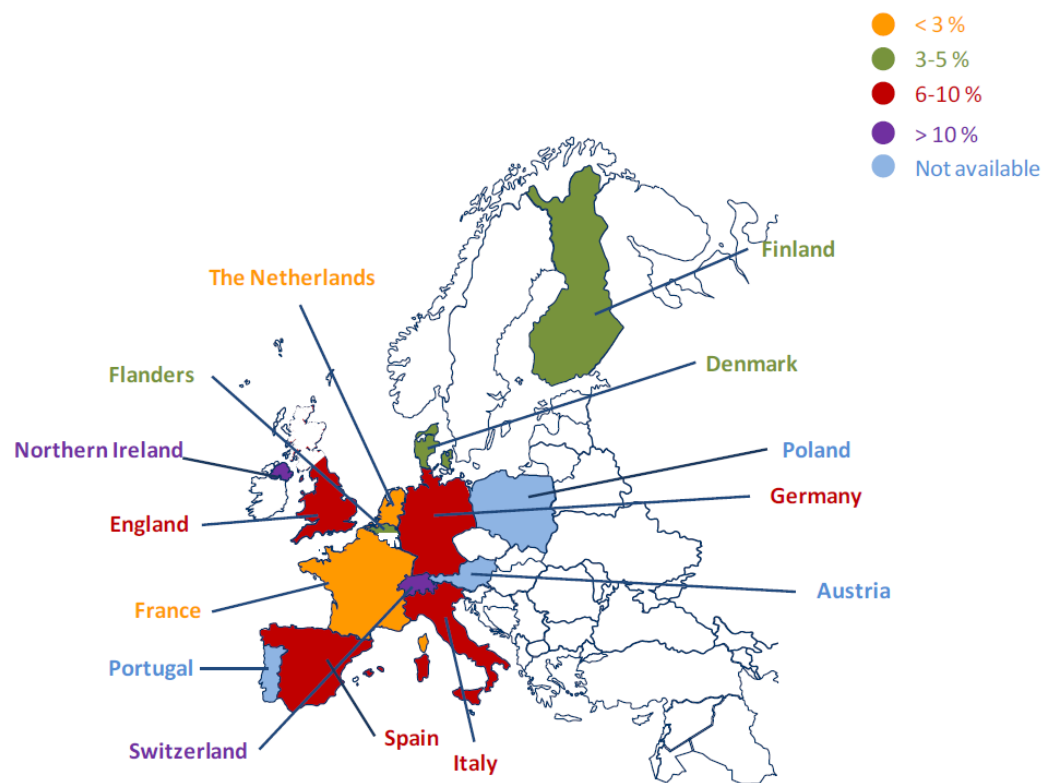 < 3 %
3-5 %
6-10 %
> 10 %
Not available
Finland
The Netherlands
Denmark
Flanders
Northern Ireland
Poland
Germany
England
Austria
France
Portugal
Spain
Switzerland
Italy